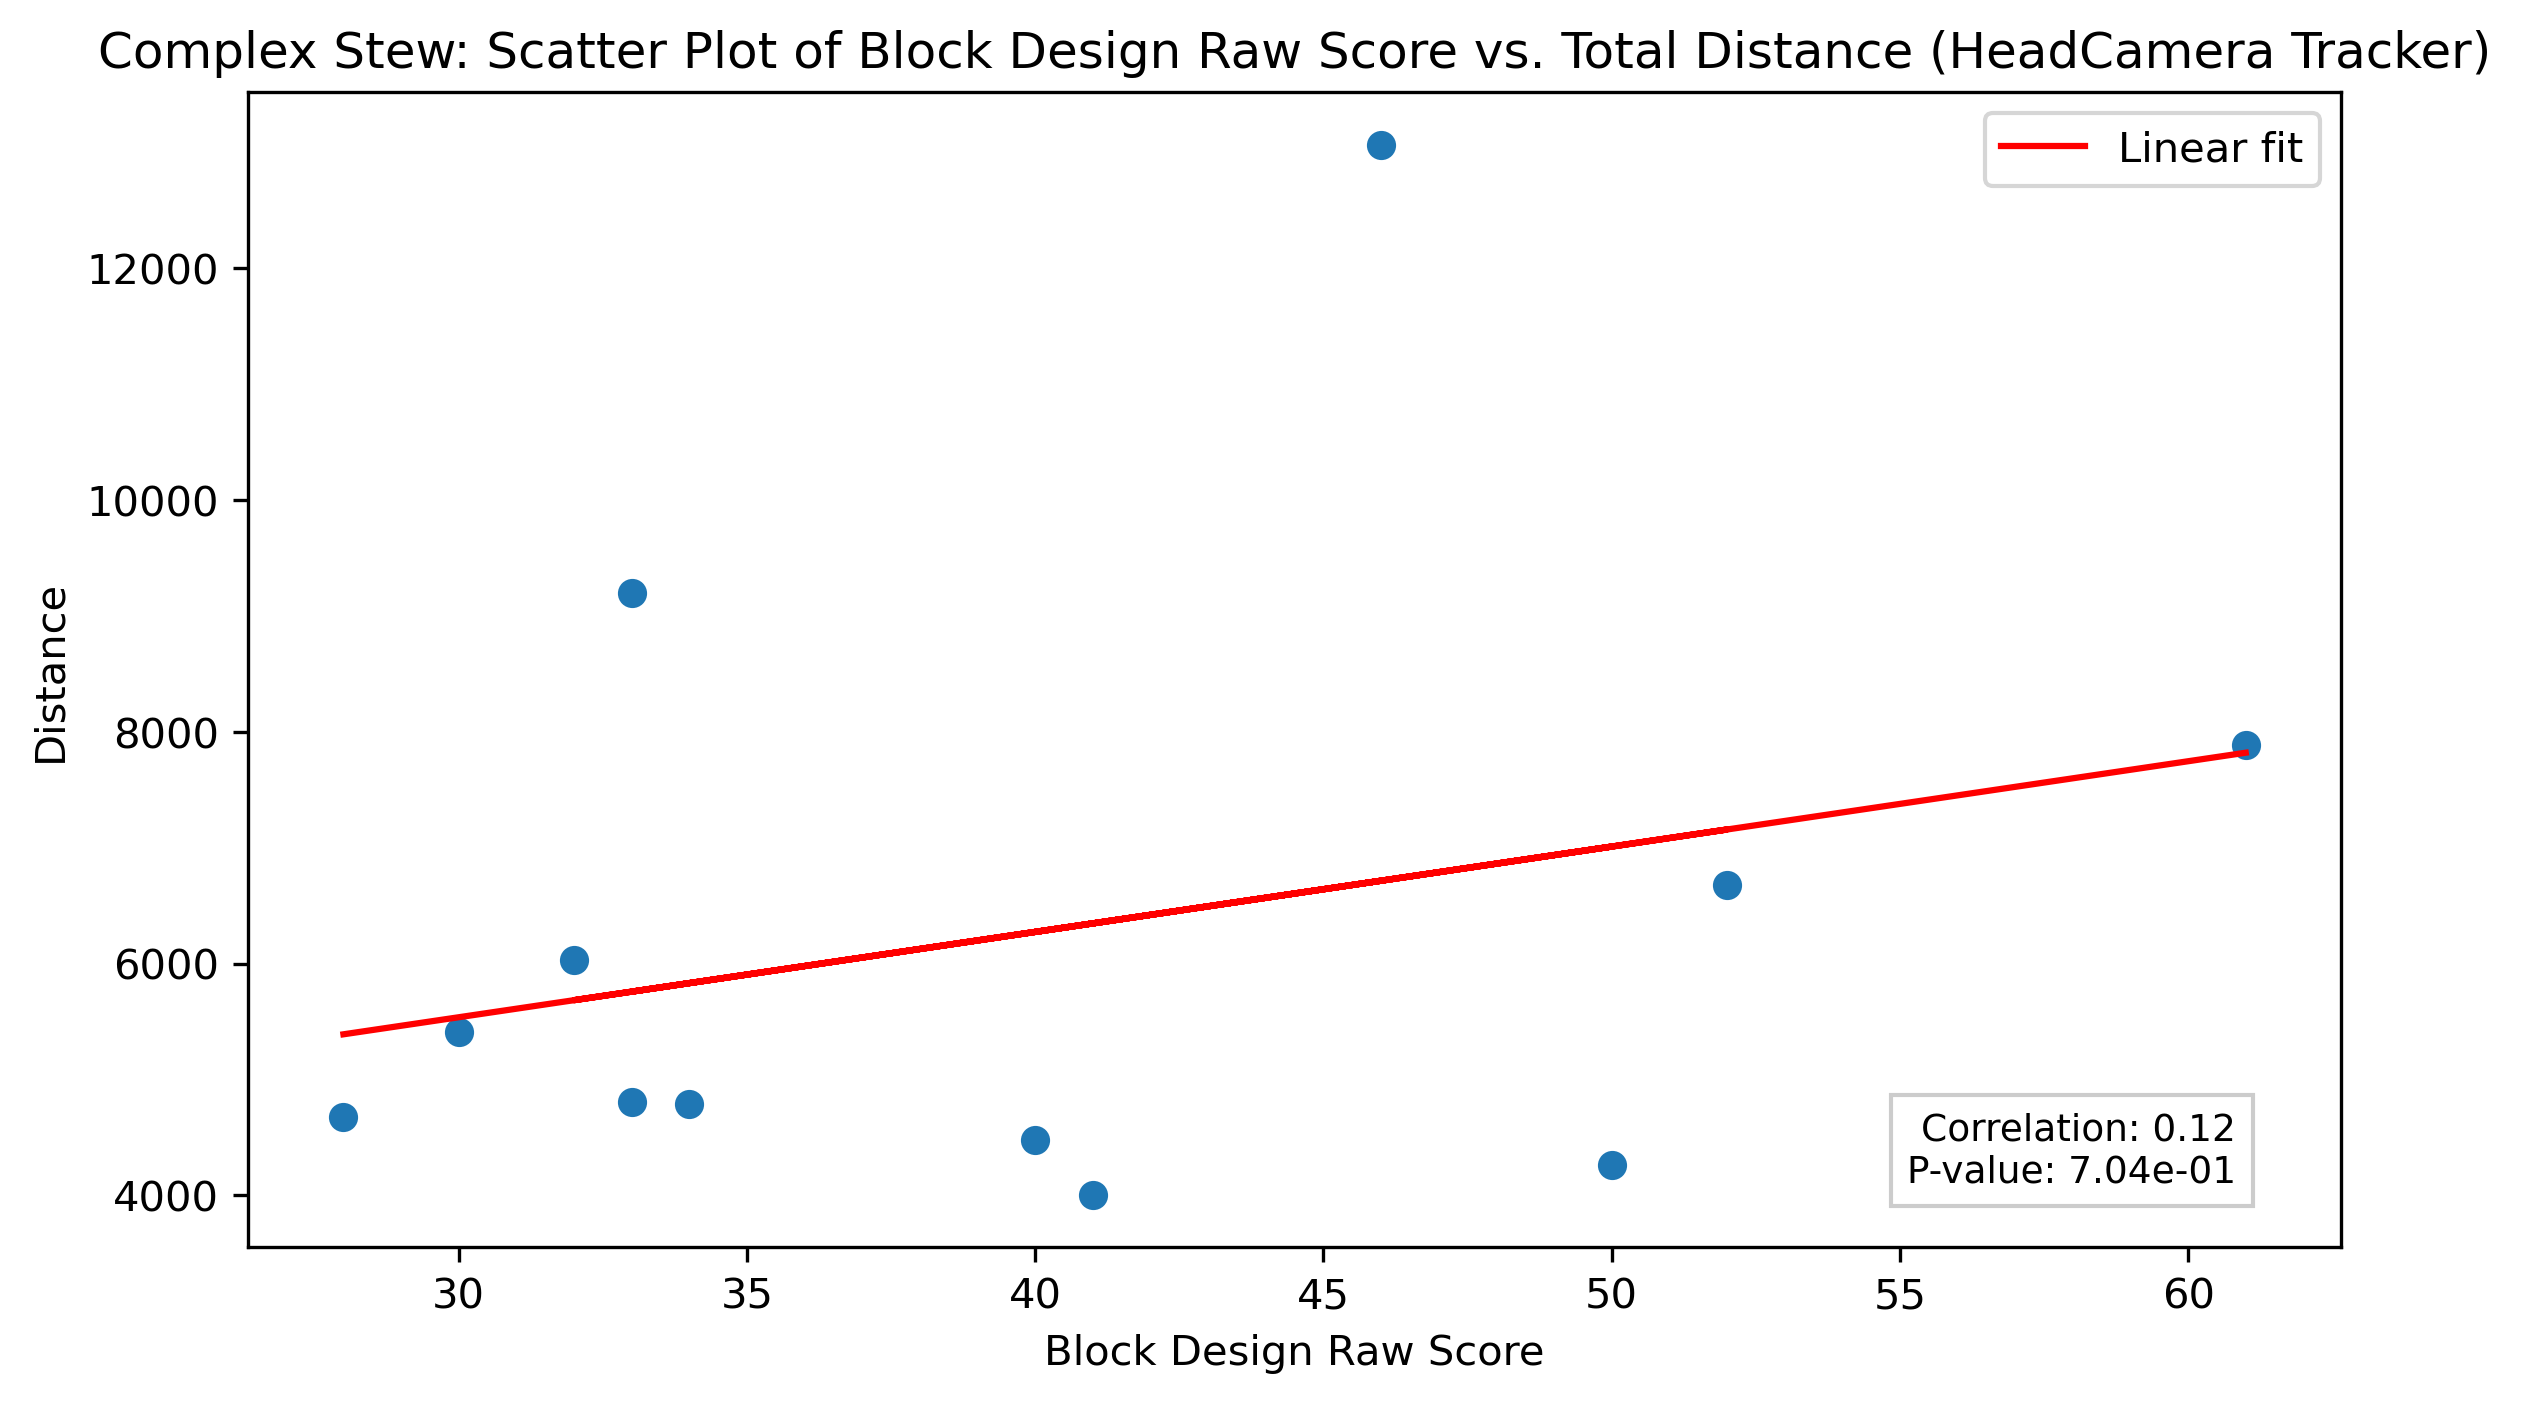 Complex Stew: Scatter Plot of Block Design Raw Score vs. Total Distance (HeadCamera Tracker)
Linear fit
12000
10000
8000
6000
4000
Distance
Correlation: 0.12
P-value: 7.04e-01
30 35 40 45 50 55 60
Block Design Raw Score